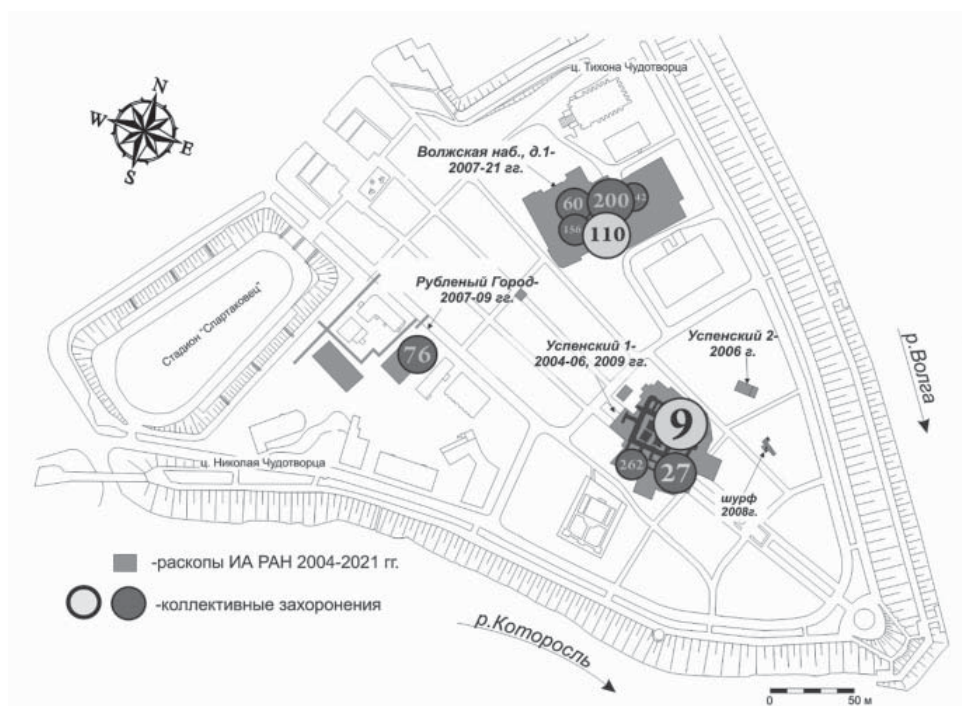 N
W
E
S
ц. Тихона Чудотворца
Волжская наб., д.1-
2007-21 гг.
60
200
42
156
110
Стадион "Спартаковец"
Рубленый Город-
2007-09 гг.
76
Успенский 1-
2004-06, 2009 гг.
Успенский 2-
2006 г.
р.Волга
9
262
27
ц. Николая Чудотворца
шурф
2008г.
-раскопы ИА РАН 2004-2021 гг.
-коллективные захоронения
р.Которосль
0
50 м